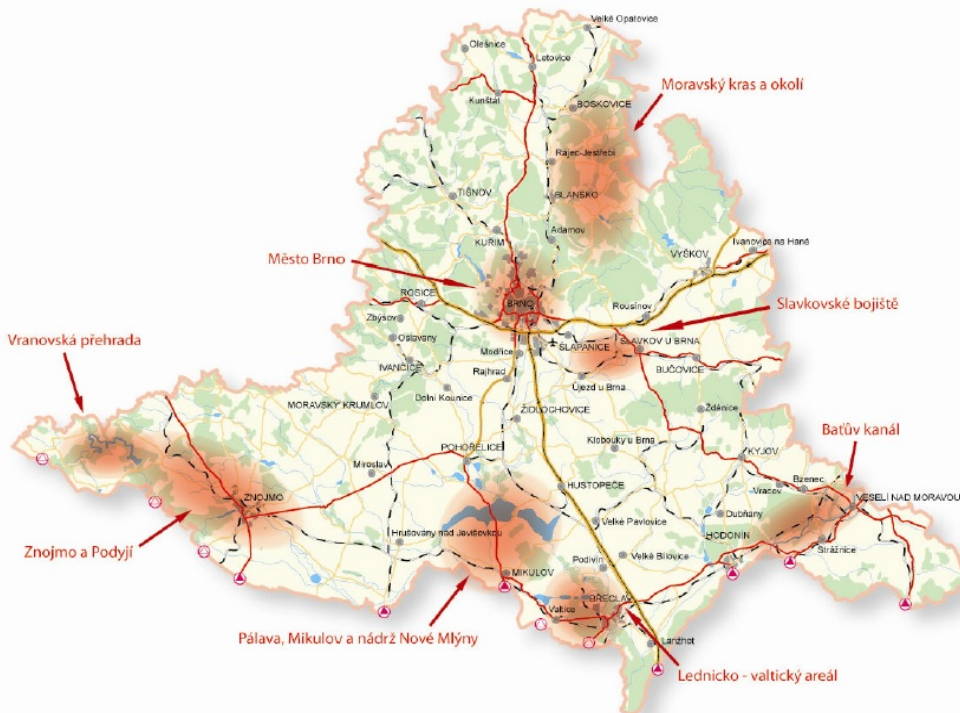 Velké Opatovice
Olešnice
Letovice
Kunštát
BOSKOVICE
Moravský kras a okolí
Rájec-Jestřebí
TIŠNOV
BLANSKO
Adamov
KUŘIM
Ivanovice na Hané
VYŠKOV
Město Brno
ROSICE
BRNO
Rousínov
Slavkovské bojiště
Zbýšov
Oslavany
ŠLAPANICE
SLAVKOV U BRNA
Vranovská přehrada
Modřice
IVANČICE
Rajhrad
BUČOVICE
Újezd u Brna
Dolní Kounice
MORAVSKÝ KRUMLOV
ŽIDLOCHOVICE
Ždánice
Baťův kanál
POHOŘELICE
Klobouky u Brna
KYJOV
Miroslav
Bzenec
HUSTOPEČE
Vracov
VESELÍ NAD MORAVOU
ZNOJMO
Dubňany
Velké Pavlovice
Znojmo a Podyjí
Hrušovany nad Jevišovkou
HODONÍN
Strážnice
Podivín
Velké Bílovice
MIKULOV
BŘECLAV
Valtice
Pálava, Mikulov a nádrž Nové Mlýny
Lanžhot
Lednicko - valtický areál